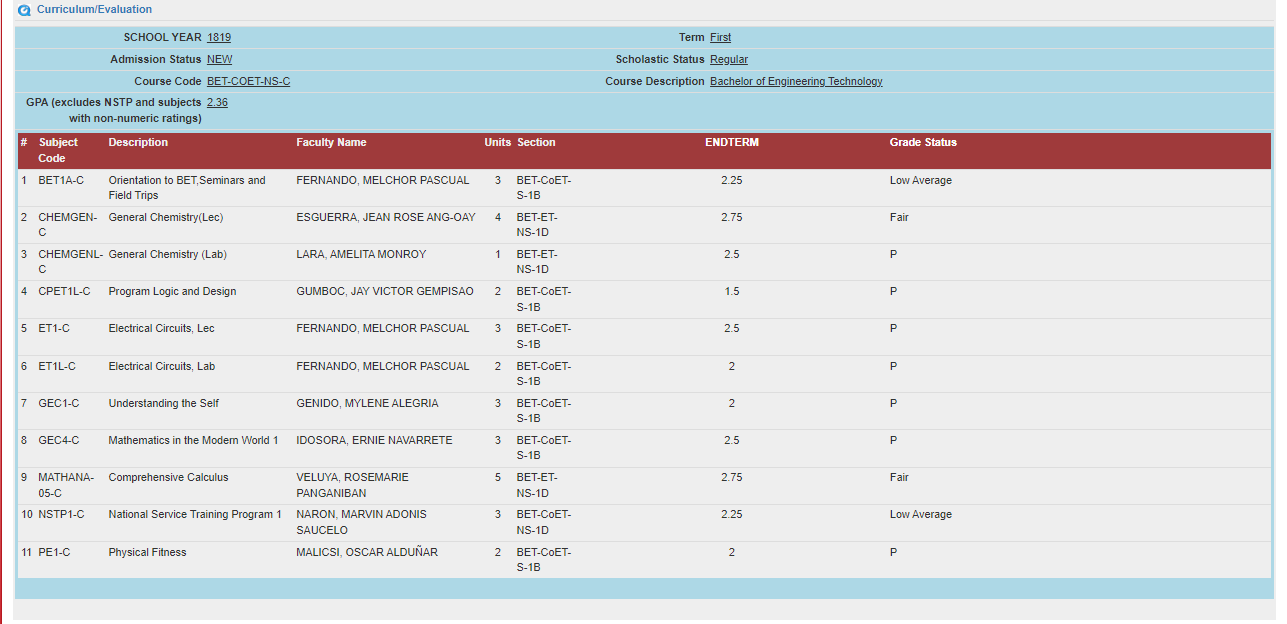 Curriculum/Evaluation
SCHOOL YEAR 1819 Term First
Admission Status NEW Scholastic Status Regular
Course Code BET-COET-NS-C Course Description Bachelor of Engineering Technology
GPA (excludes NSTP and subjects 2.36
with non-numeric ratings)
# Subject Description Faculty Name Units Section ENDTERM Grade Status
Code
1 BET1A-C Orientation to BET,Seminars and FERNANDO, MELCHOR PASCUAL 3 BET-CoET- 2.25 Low Average
Field Trips S-1B
2 CHEMGEN- General Chemistry(Lec) ESGUERRA, JEAN ROSE ANG-OAY 4 BET-ET- 2.75 Fair
C NS-1D
3 CHEMGENL- General Chemistry (Lab) LARA, AMELITA MONROY 1 BET-ET- 2.5 P
C NS-1D
4 CPET1L-C Program Logic and Design GUMBOC, JAY VICTOR GEMPISAO 2 BET-CoET- 1.5 P
S-1B
5 ET1-C Electrical Circuits, Lec FERNANDO, MELCHOR PASCUAL 3 BET-CoET- 2.5 P
S-1B
6 ET1L-C Electrical Circuits, Lab FERNANDO, MELCHOR PASCUAL 2 BET-CoET- 2 P
S-1B
7 GEC1-C Understanding the Self GENIDO, MYLENE ALEGRIA 3 BET-CoET- 2 P
S-1B
8 GEC4-C Mathematics in the Modern World 1 IDOSORA, ERNIE NAVARRETE 3 BET-CoET- 2.5 P
S-1B
9 MATHANA- Comprehensive Calculus VELUYA, ROSEMARIE 5 BET-ET- 2.75 Fair
05-C PANGANIBAN NS-1D
10 NSTP1-C National Service Training Program 1 NARON, MARVIN ADONIS 3 BET-CoET- 2.25 Low Average
SAUCELO NS-1D
11 PE1-C Physical Fitness MALICSI, OSCAR ALDUÑAR 2 BET-CoET- 2 P
S-1B